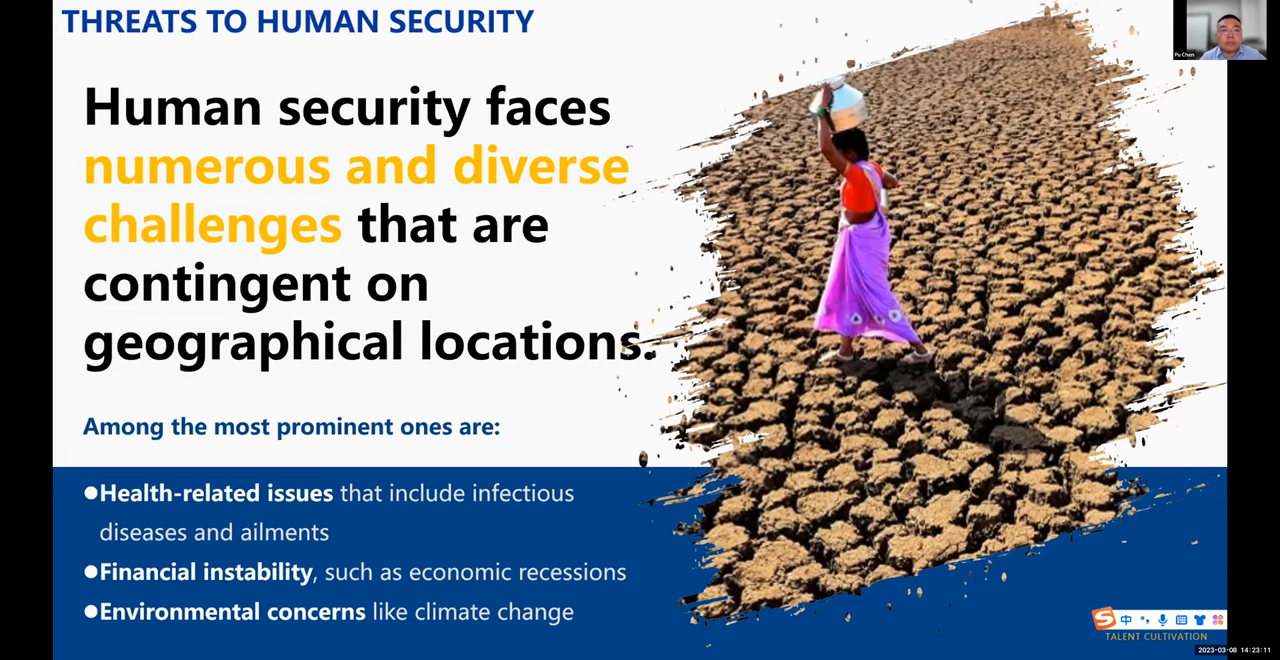 THREATS TO HUMAN SECURITY
Pu Chen
Human security faces
numerous and diverse
challenges that are
contingent on
geographical locations.
Among the most prominent ones are:
●Health-related issues that include infectious
diseases and ailments
●Financial instability, such as economic recessions
●Environmental concerns like climate change
S 中
TALENT CULTIVATION
2023-03-08 14:23:11